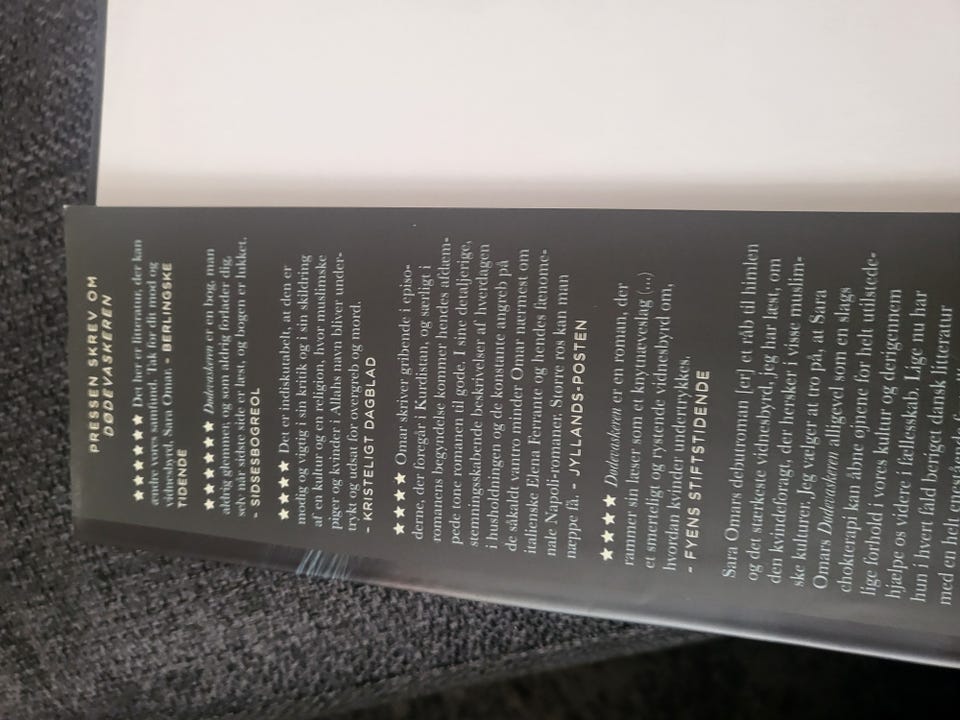 PRESSEN SKREV OM
DØDEVASKEREN
★★★★★★ Det her er litteratur, der kan
ændre vores samfund. Tak for dit mod og
vidnesbyrd, Sara Omar. - BERLINGSKE
TIDENDE
★★★★★★ Dødevaskeren er en bog, man
aldrig glemmer, og som aldrig forlader dig,
selv når sidste side er læst, og bogen er lukket.
- SIDSESBOGREOL
★★★★ Det er indiskutabelt, at den er
modig og vigtig i sin kritik og i sin skildring
af en kultur og en religion, hvor muslimske
piger og kvinder i Allahs navn bliver under-
trykt og udsat for overgreb og mord.
- KRISTELIGT DAGBLAD
★★★★ Omar skriver gribende i episo-
derne, der foregår i Kurdistan, og særligt i
romanens begyndelse kommer hendes afdæm-
pede tone romanen til gode. I sine detaljerige,
stemningsskabende beskrivelser af hverdagen
i husholdningen og de konstante angreb på
de såkaldt vantro minder Omar nærmest om
italienske Elena Ferrante og hendes fænome-
nale Napoli-romaner. Større ros kan man
næppe få. - JYLLANDS-POSTEN
★★★★ Dødevaskeren er en roman, der
rammer sin læser som et knytnæveslag (...)
et smerteligt og rystende vidnesbyrd om,
hvordan kvinder undertrykkes.
- FYENS STIFTSTIDENDE
Sara Omars debutroman [er] et råb til himlen
og det stærkeste vidnesbyrd, jeg har læst, om
den kvindeforagt, der hersker i visse muslim-
ske kulturer. Jeg vælger at tro på, at Sara
Omars Dødevaskeren alligevel som en slags
chokterapi kan åbne øjnene for helt utilstede-
lige forhold i vores kultur og derigennem
hjælpe os videre i fællesskab. Lige nu har
hun i hvert fald beriget dansk litteratur
med en helt enestående